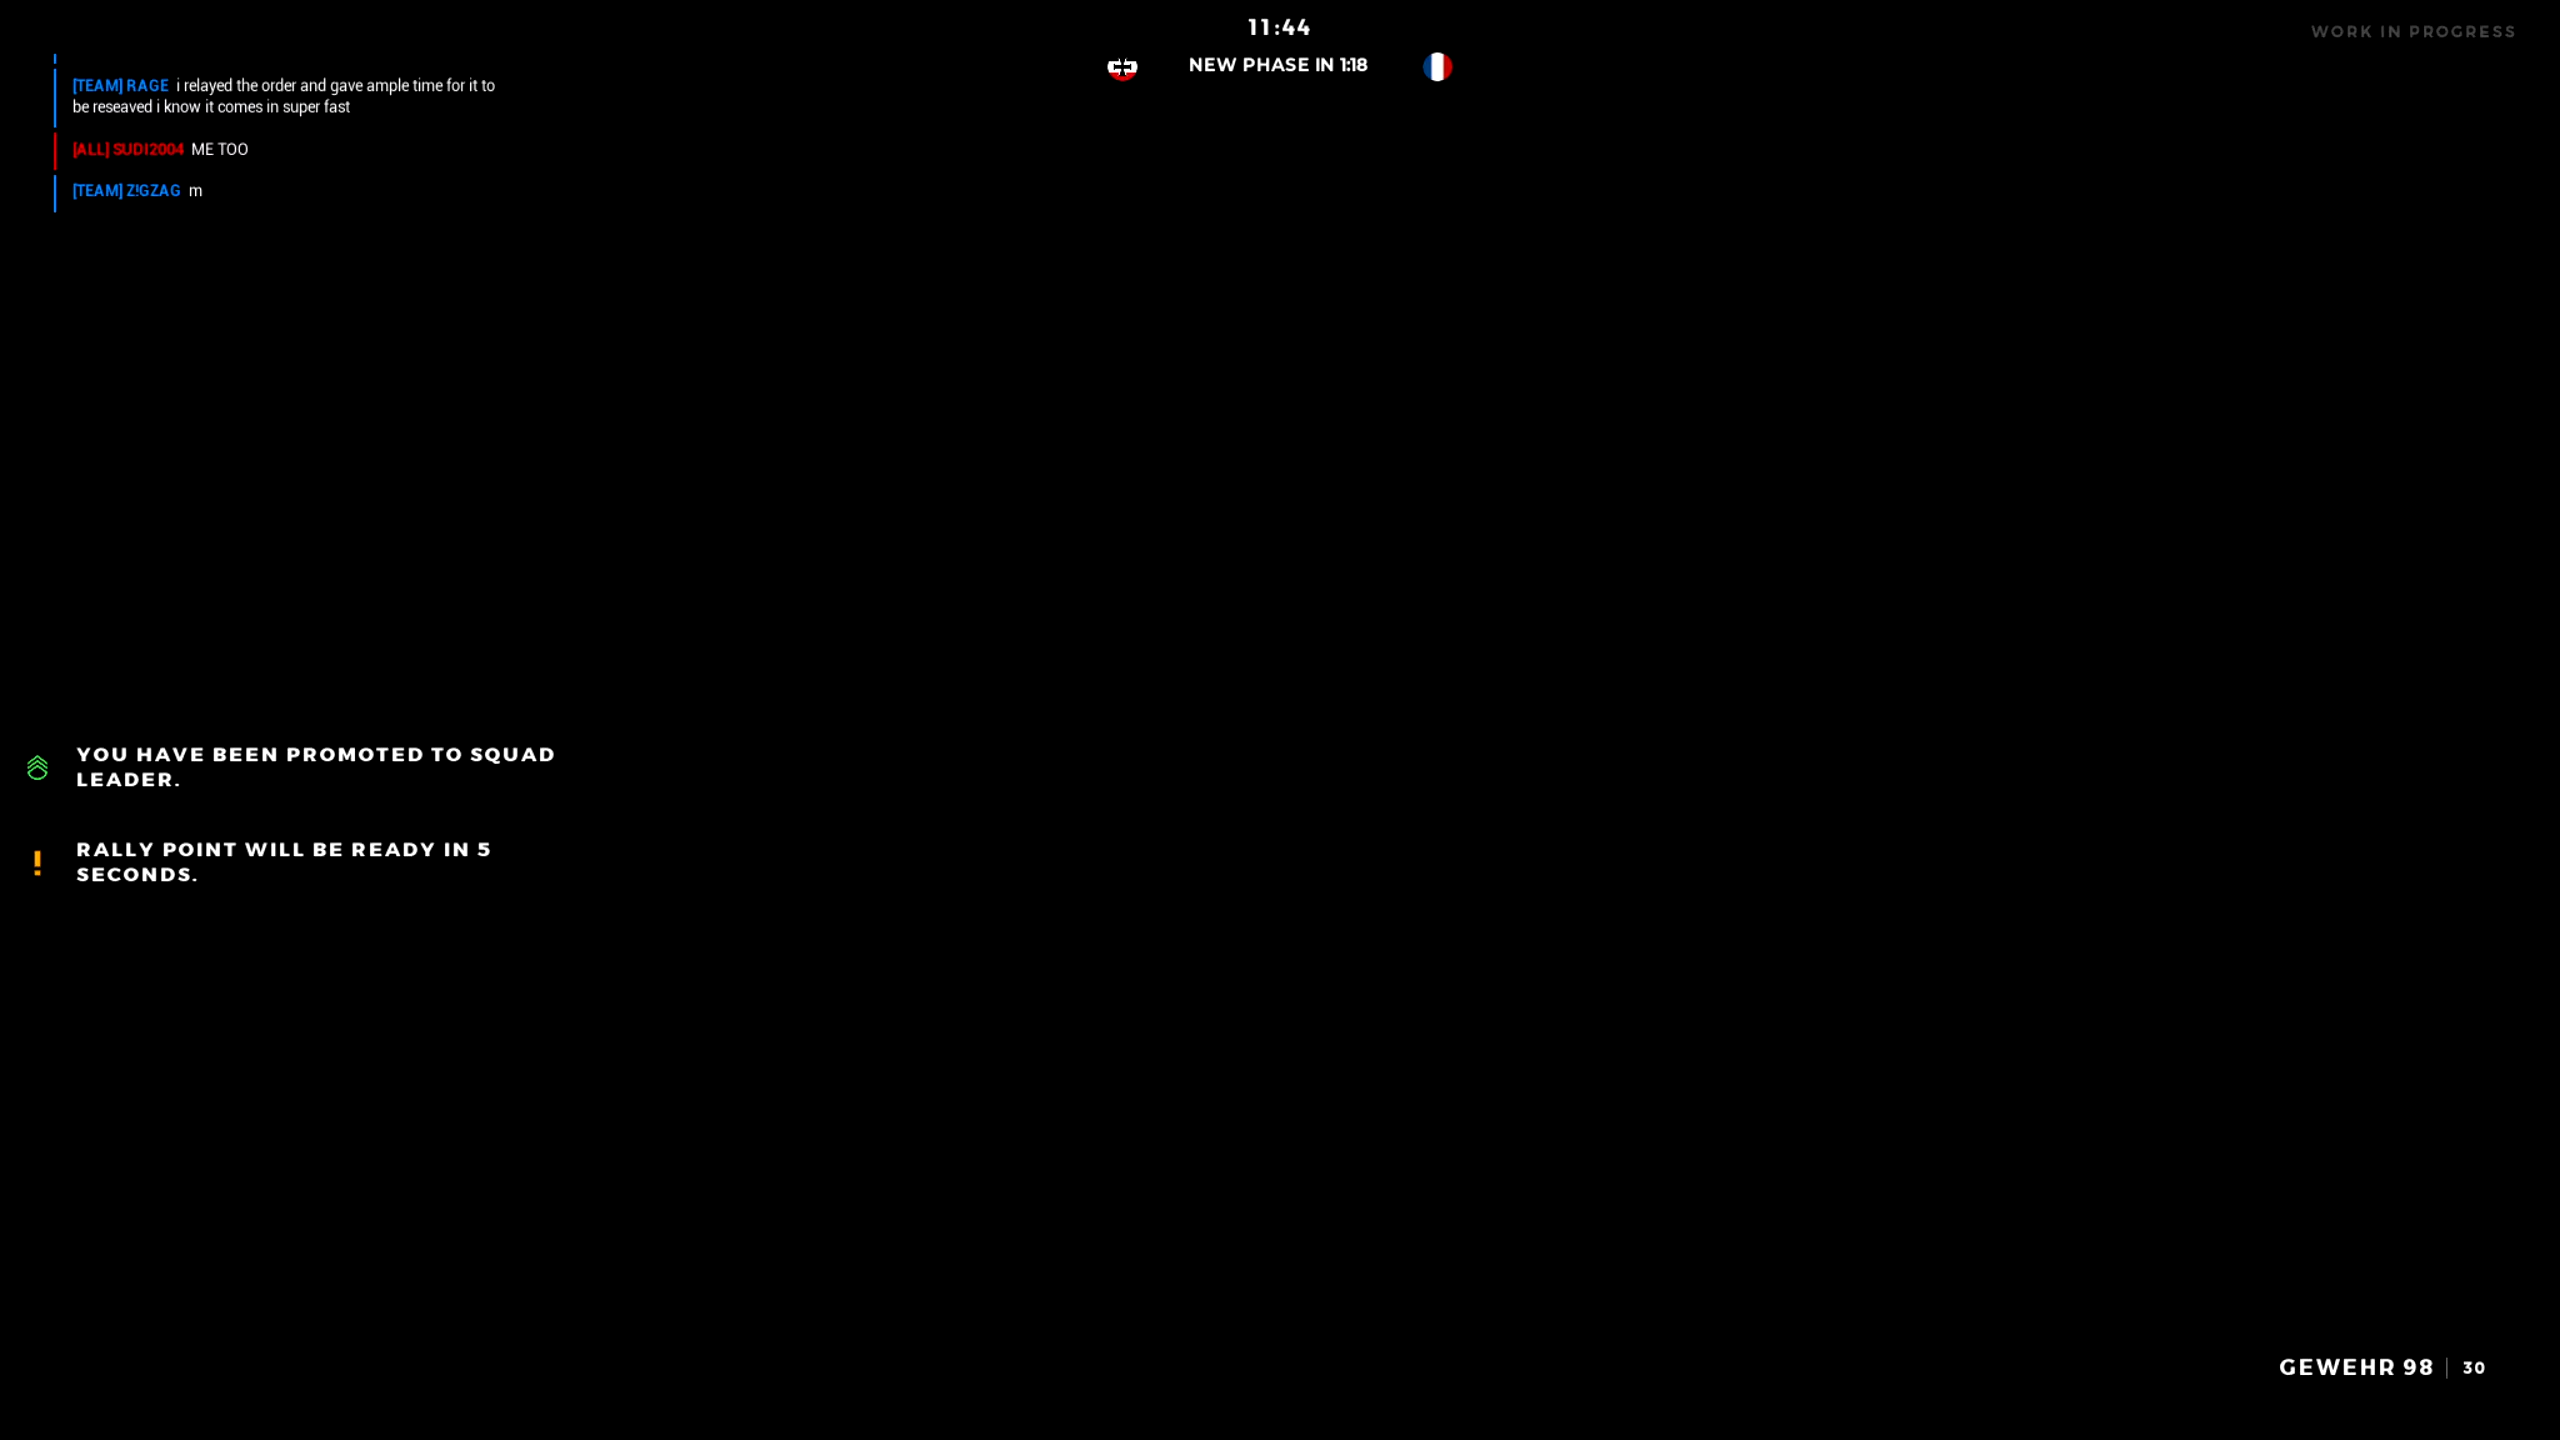 11:44
WORK IN PROGRESS
NEW PHASE IN 1:18
[TEAM] RAGE i relayed the order and gave ample time for it to
be reseaved i know it comes in super fast
[ALL] SUDI2004 ME TOO
[TEAM] Z!GZAG m
YOU HAVE BEEN PROMOTED TO SQUAD
LEADER.
! RALLY POINT WILL BE READY IN 5
SECONDS.
GEWEHR 98 | 30